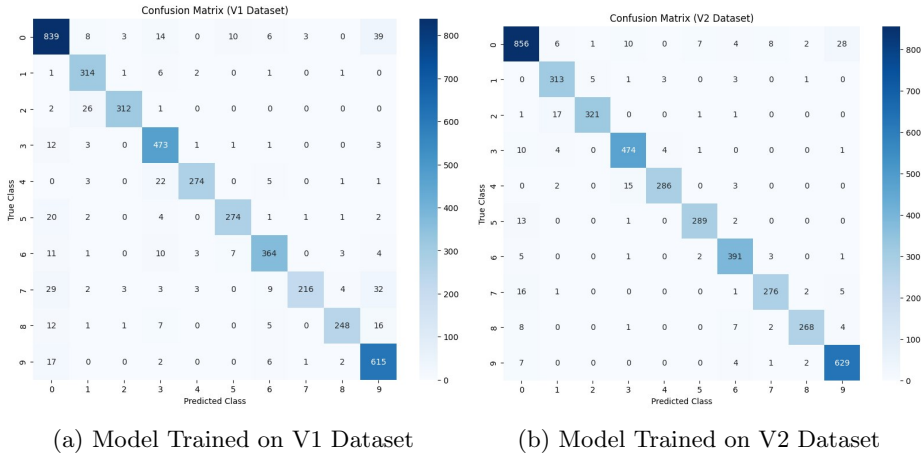 Confusion Matrix (V1 Dataset)
True Class
0 839 8 3 14 0 10 6 3 0 39
1 1 314 1 6 2 0 1 0 1 0
2 2 26 312 1 0 0 0 0 0 0
3 12 3 0 473 1 1 1 0 0 3
4 0 3 0 22 274 0 5 0 1 1
5 20 2 0 4 0 274 1 1 1 2
6 11 1 0 10 3 7 364 0 3 4
7 29 2 3 3 3 0 9 216 4 32
8 12 1 1 7 0 0 5 0 248 16
9 17 0 0 2 0 0 6 1 2 615
0 1 2 3 4 5 6 7 8 9
Predicted Class
800
700
600
500
400
300
200
100
0
(a) Model Trained on V1 Dataset
Confusion Matrix (V2 Dataset)
True Class
0 856 6 1 10 0 7 4 8 2 28
1 0 313 5 1 3 0 3 0 1 0
2 1 17 321 0 0 1 1 0 0 0
3 10 4 0 474 4 1 0 0 0 1
4 0 2 0 15 286 0 3 0 0 0
5 13 0 0 1 0 289 2 0 0 0
6 5 0 0 1 0 2 391 3 0 1
7 16 1 0 0 0 0 1 276 2 5
8 8 0 0 1 0 0 7 2 268 4
9 7 0 0 0 0 0 4 1 2 629
0 1 2 3 4 5 6 7 8 9
Predicted Class
800
700
600
500
400
300
200
100
0
(b) Model Trained on V2 Dataset